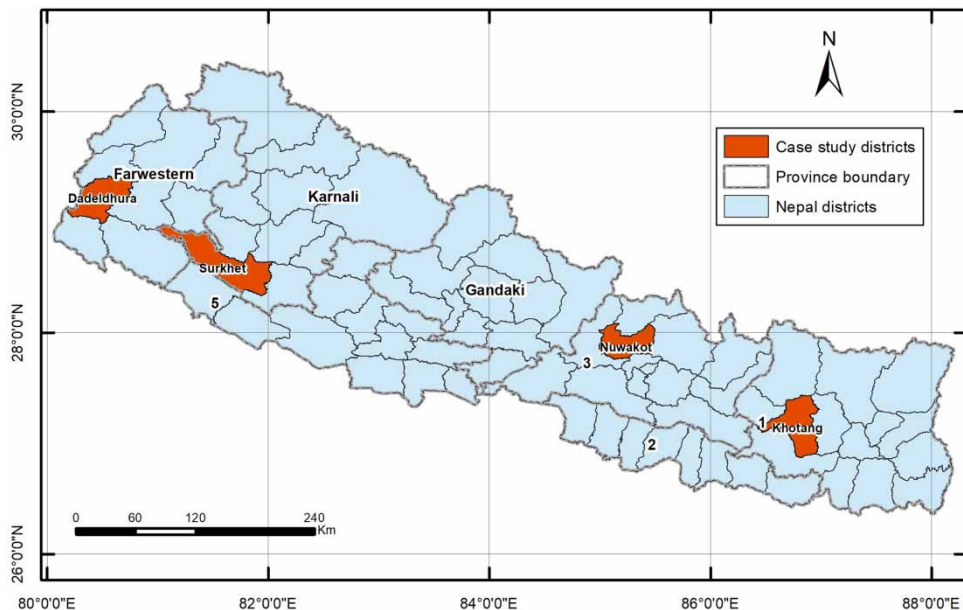 N
30°0'0"N
28°0'0"N
26°0'0"N
Case study districts
Province boundary
Nepal districts
Farwestern
Dadeldhura
Karnali
Surkhet
5
Gandaki
Nuwakot
3
1
Khotang
2
0 60 120 240
Km
80°0'0"E 82°0'0"E 84°0'0"E 86°0'0"E 88°0'0"E